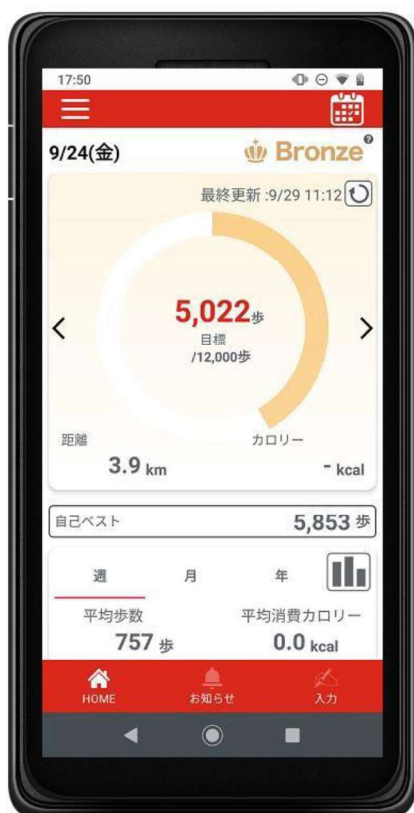 17:50
9/24(金)
Bronze
?
最終更新 :9/29 11:12
5,022歩
目標
/12,000歩
距離
カロリー
3.9 km
- kcal
自己ベスト
5,853 歩
週
月
年
平均歩数
平均消費カロリー
757 歩
0.0 kcal
HOME
お知らせ
入力